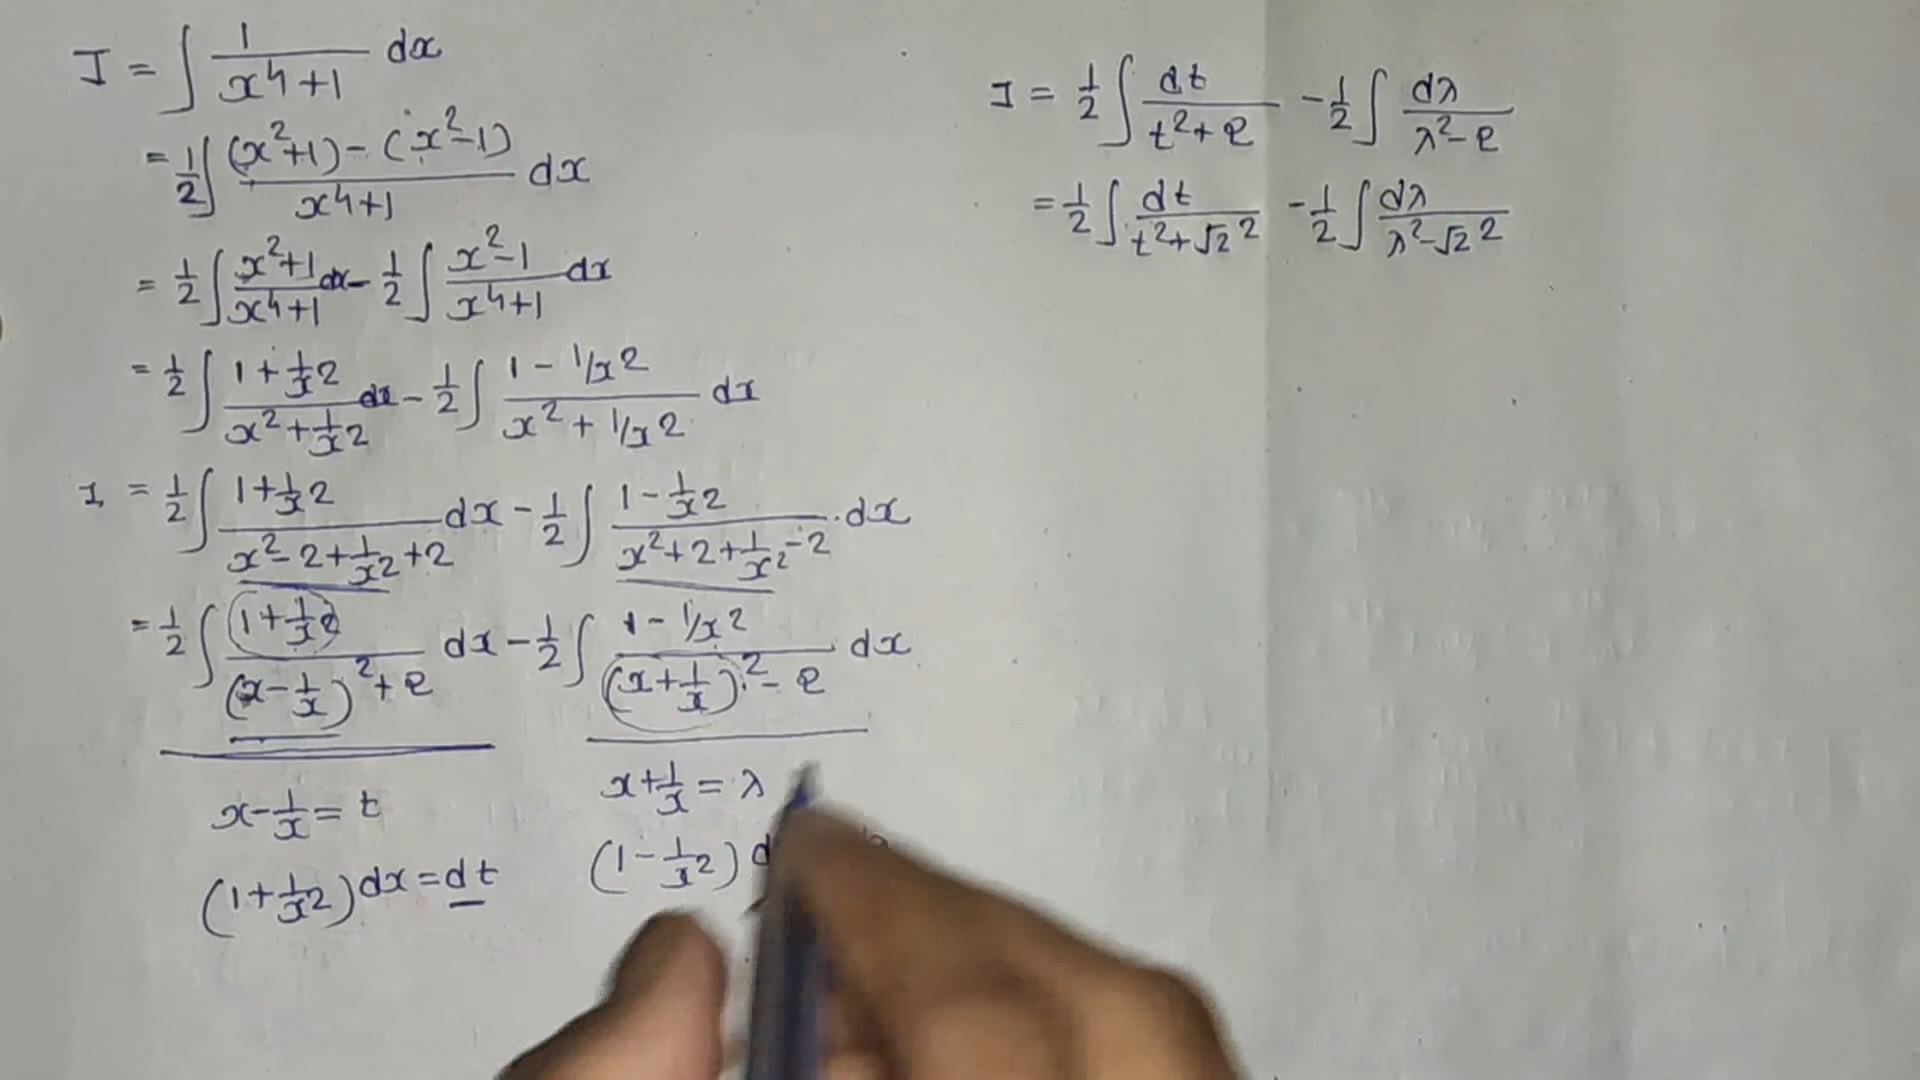 I = ∫ 1/(x⁴+1) dx
= 1/2 ∫ ((x²+1) - (x²-1))/(x⁴+1) dx
= 1/2 ∫ (x²+1)/(x⁴+1) dx - 1/2 ∫ (x²-1)/(x⁴+1) dx
= 1/2 ∫ (1 + 1/x²)/(x² + 1/x²) dx - 1/2 ∫ (1 - 1/x²)/(x² + 1/x²) dx
I = 1/2 ∫ (1 + 1/x²)/(x² - 2 + 1/x² + 2) dx - 1/2 ∫ (1 - 1/x²)/(x² + 2 + 1/x² - 2) . dx
= 1/2 ∫ (1 + 1/x²)/((x - 1/x)² + 2) dx - 1/2 ∫ (1 - 1/x²)/((x + 1/x)² - 2) dx
x - 1/x = t
(1 + 1/x²) dx = dt
x + 1/x = λ
(1 - 1/x²) d
I = 1/2 ∫ dt/(t² + 2) - 1/2 ∫ dλ/(λ² - 2)
= 1/2 ∫ dt/(t² + √2²) - 1/2 ∫ dλ/(λ² - √2²)